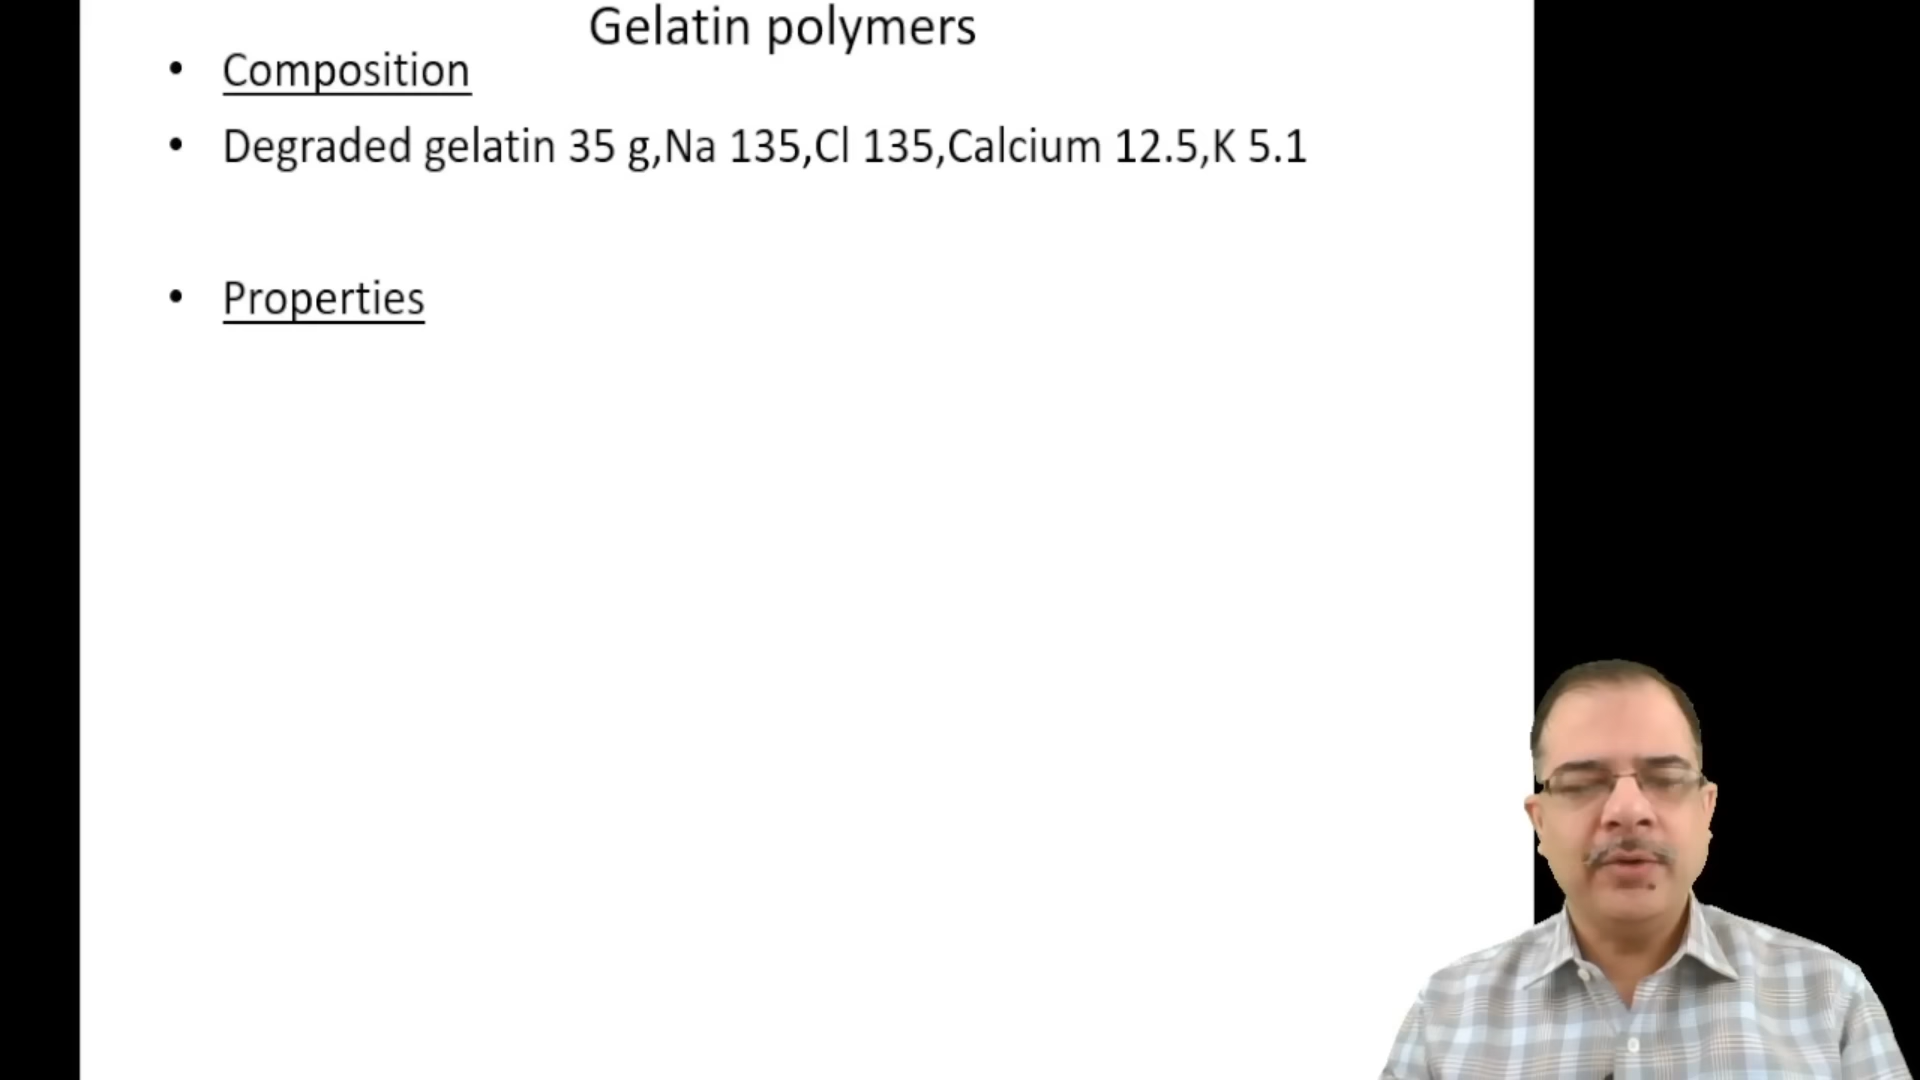 Gelatin polymers
• Composition
• Degraded gelatin 35 g,Na 135,Cl 135,Calcium 12.5,K 5.1
• Properties